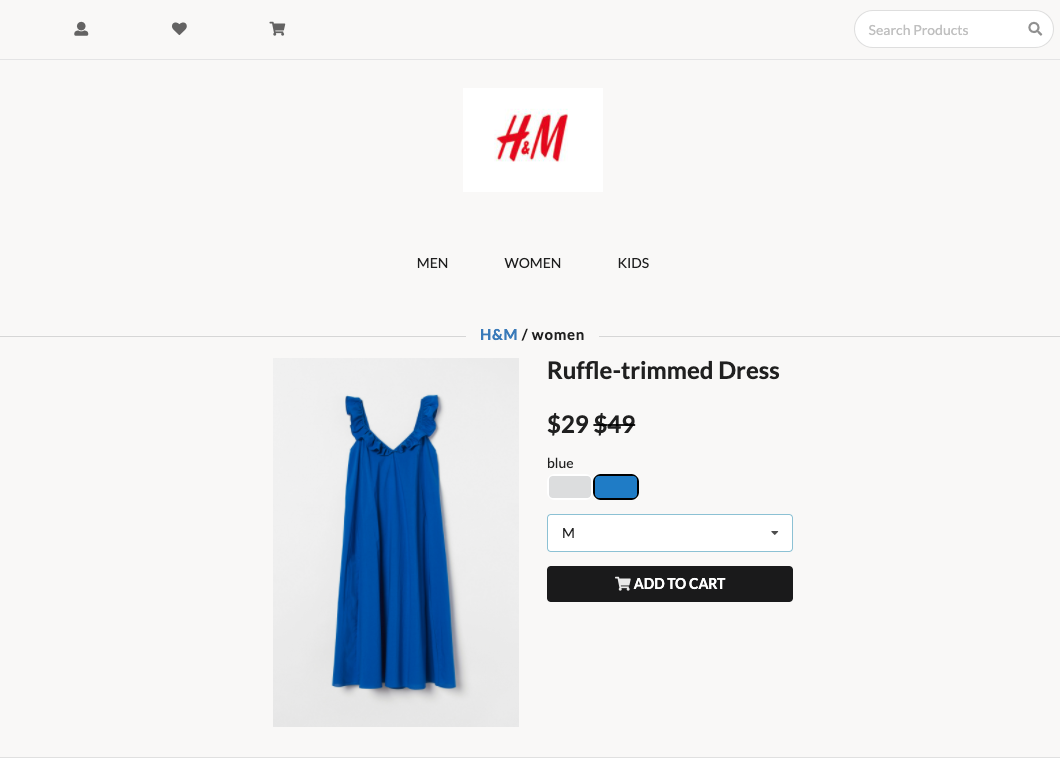 Search Products
H&M
MEN WOMEN KIDS
H&M / women
Ruffle-trimmed Dress
$29 $49
blue
M
ADD TO CART